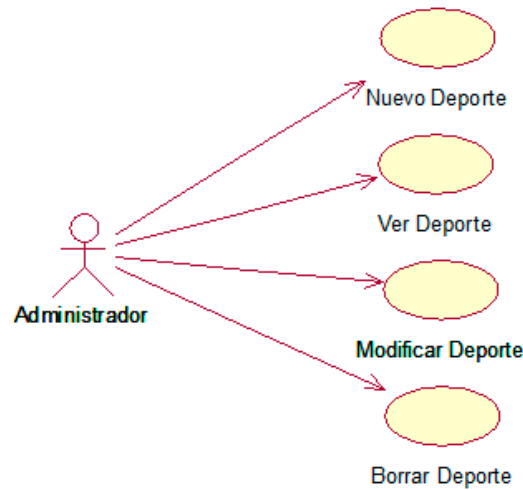 Nuevo Deporte
Ver Deporte
Administrador
Modificar Deporte
Borrar Deporte